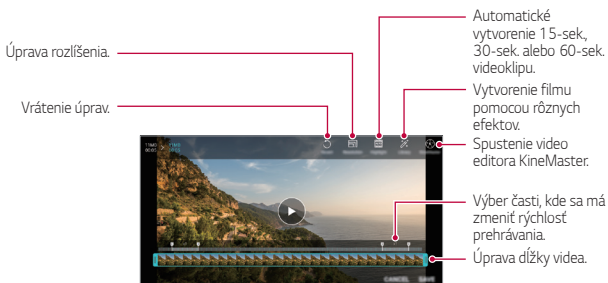 Úprava rozlíšenia.
Vrátenie úprav.
Automatické
vytvorenie 15-sek.,
30-sek. alebo 60-sek.
videoklipu.
Vytvorenie filmu
pomocou rôznych
efektov.
Spustenie video
editora KineMaster.
Výber časti, kde sa má
zmeniť rýchlosť
prehrávania.
Úprava dĺžky videa.
CANCEL SAVE